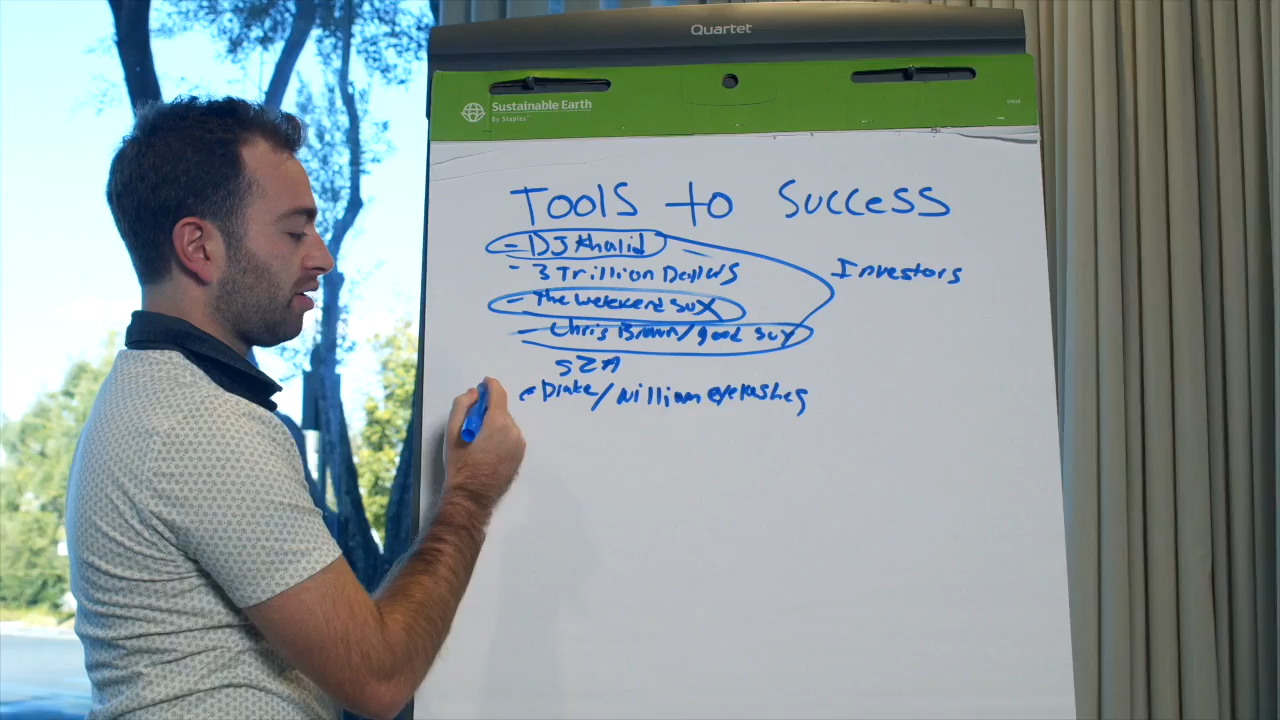 Quartet
Sustainable Earth
By Staples™
Tools to Success
- DJ Khalid
- 3 Trillion Dollars
- The weekend sux
- Chris Brown/good guy
SZA
- Drake/william eyelashes
Investors